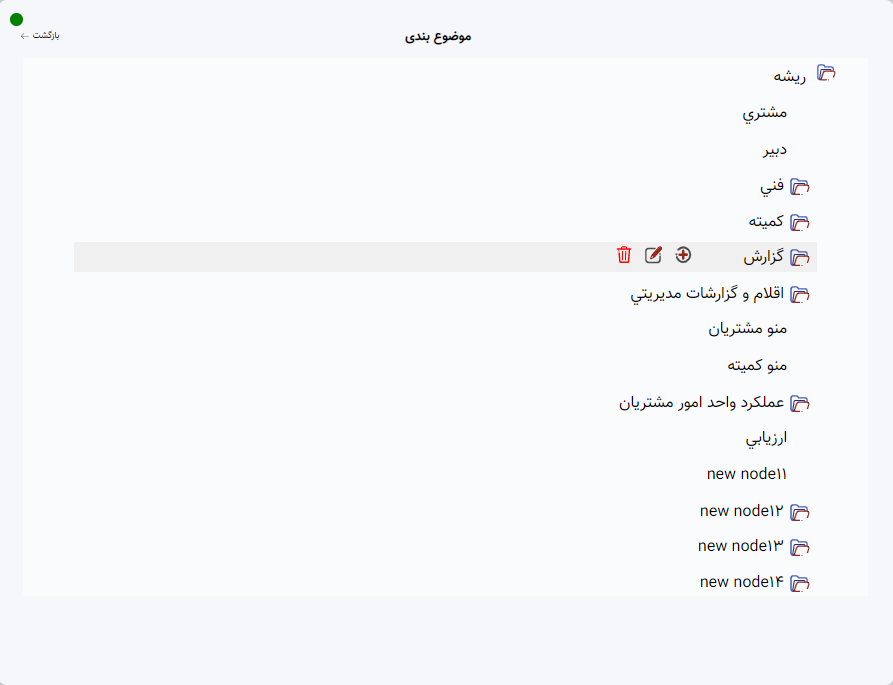 بازگشت ←
موضوع بندی
ریشه
مشتري
دبیر
فني
کمیته
گزارش
اقلام و گزارشات مدیریتي
منو مشتریان
منو کمیته
عملکرد واحد امور مشتریان
ارزیابي
new node۱۱
new node۱۲
new node۱۳
new node۱۴